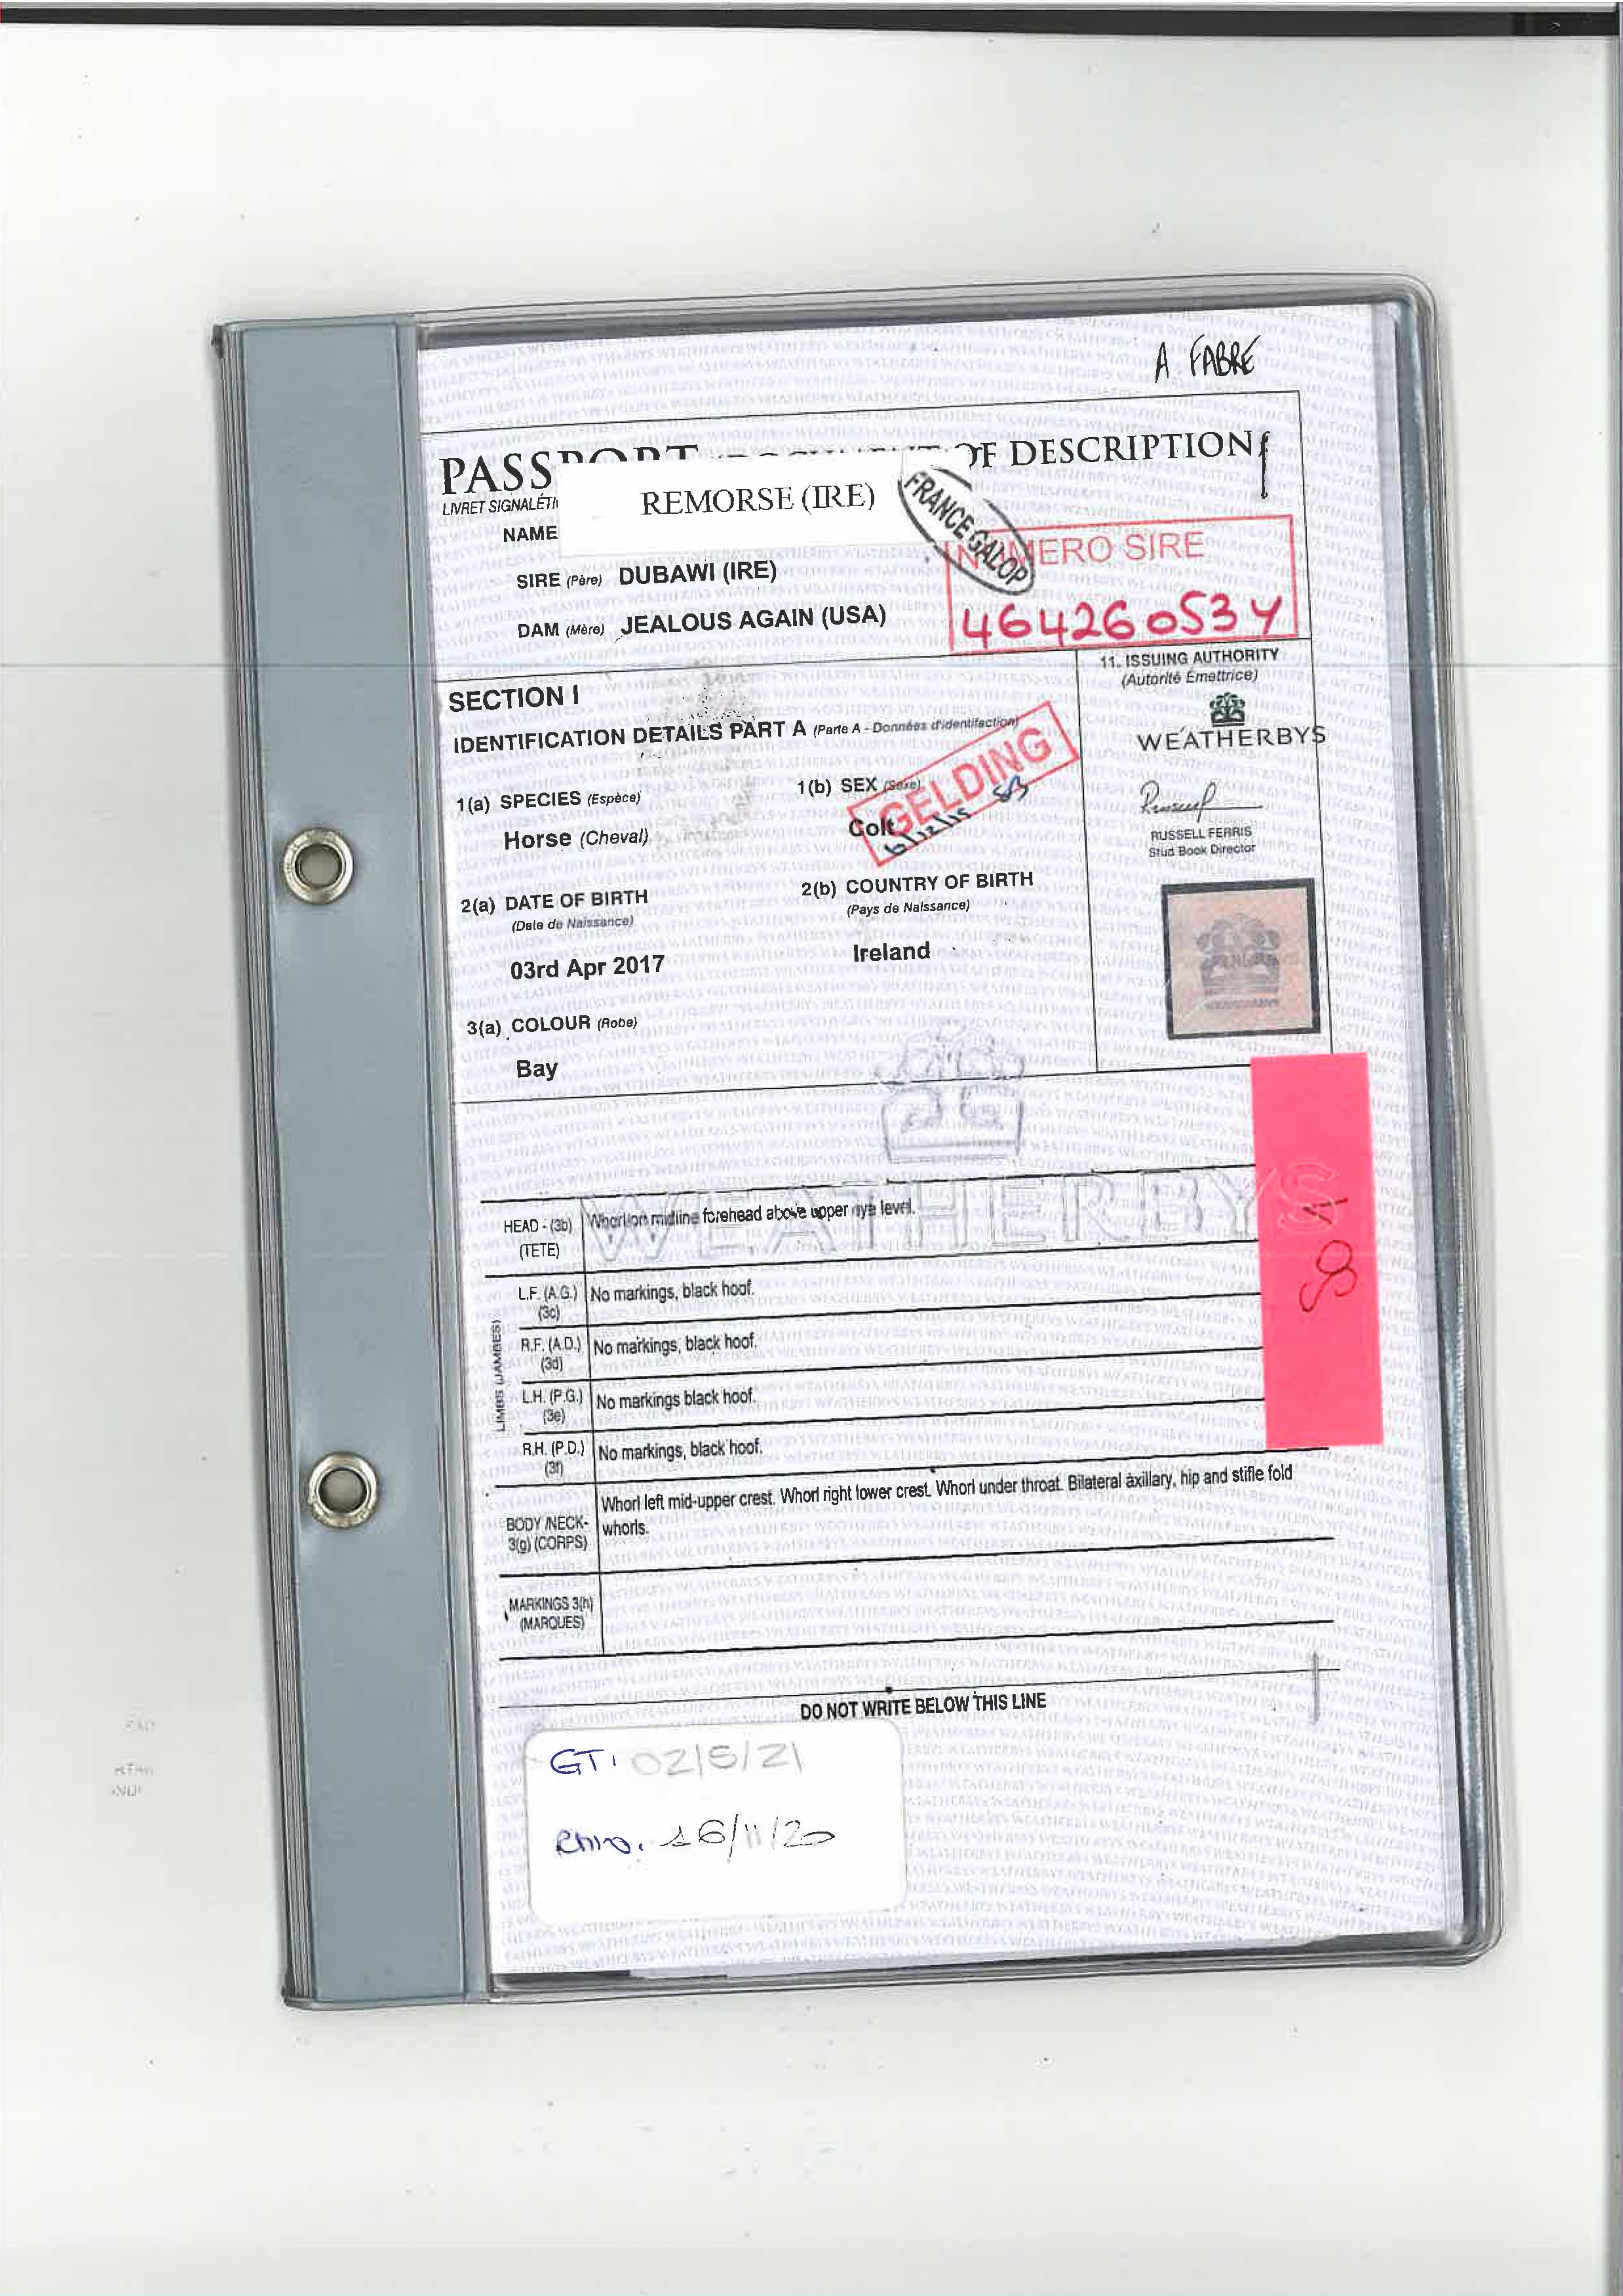 A FABRE
PASSPORT OF DESCRIPTION
LIVRET SIGNALÉTI
NAME REMORSE (IRE)
FRANCE GALOP
NUMERO SIRE
SIRE (Père) DUBAWI (IRE)
DAM (Mère) JEALOUS AGAIN (USA)
46426053Y
SECTION I
IDENTIFICATION DETAILS PART A (Parte A - Données d'identifaction)
11. ISSUING AUTHORITY
(Autorité Émettrice)
WEATHERBYS
RUSSELL FERRIS
Stud Book Director
1(a) SPECIES (Espèce)
Horse (Cheval)
1(b) SEX (Sexe)
Colt
GELDING
2(a) DATE OF BIRTH
(Date de Naissance)
03rd Apr 2017
2(b) COUNTRY OF BIRTH
(Pays de Naissance)
Ireland
3(a) COLOUR (Robe)
Bay
WEATHERBYS
HEAD - (3b)
(TETE)
Whorl on midline forehead above upper eye level.
LIMBS (JAMBES)
L.F. (A.G.)
(3c)
No markings, black hoof.
R.F. (A.D.)
(3d)
No markings, black hoof.
L.H. (P.G.)
(3e)
No markings black hoof.
R.H. (P.D.)
(3f)
No markings, black hoof.
BODY /NECK-
3(g) (CORPS)
Whorl left mid-upper crest. Whorl right lower crest. Whorl under throat. Bilateral axillary, hip and stifle fold
whorls.
MARKINGS 3(h)
(MARQUES)
DO NOT WRITE BELOW THIS LINE
GT: 02/5/21
Rhino. 16/11/20